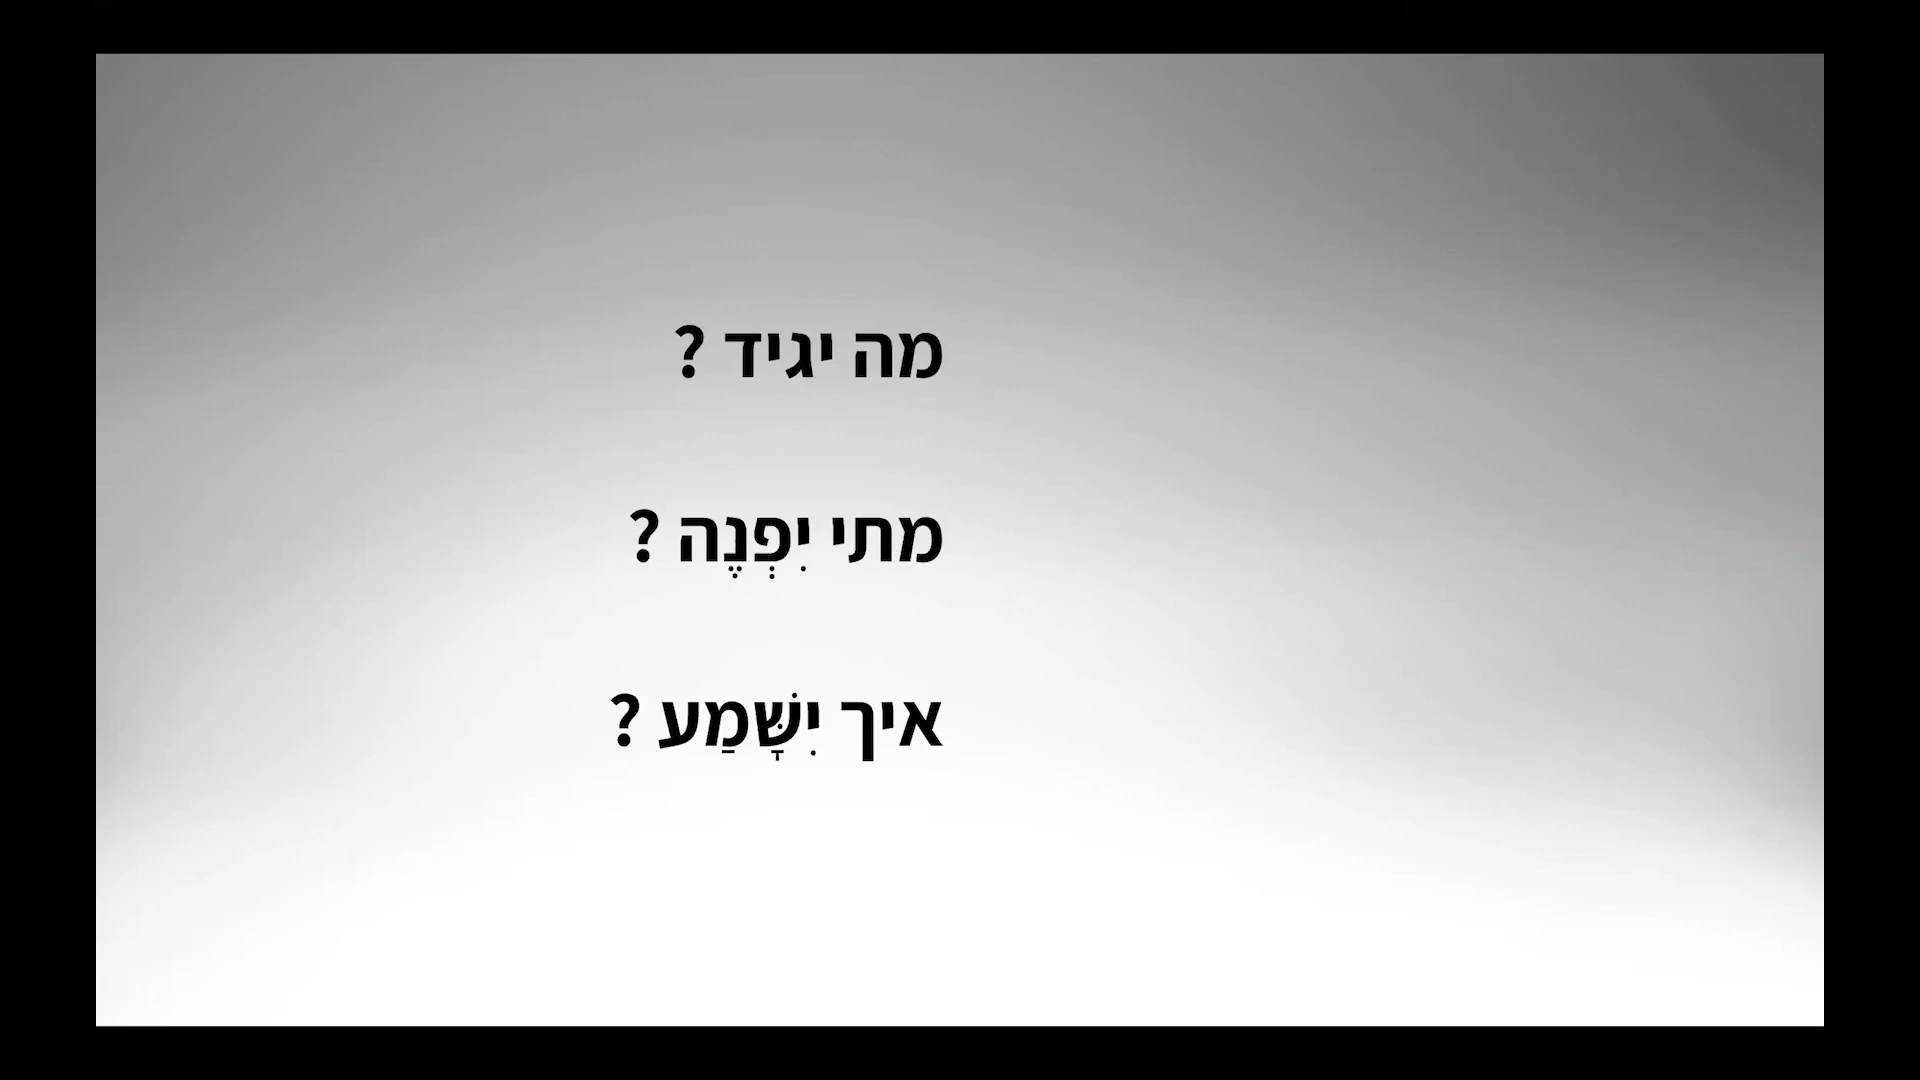 מה יגיד ?
מתי יִפְנֶה ?
איך יִשָּׁמַע ?